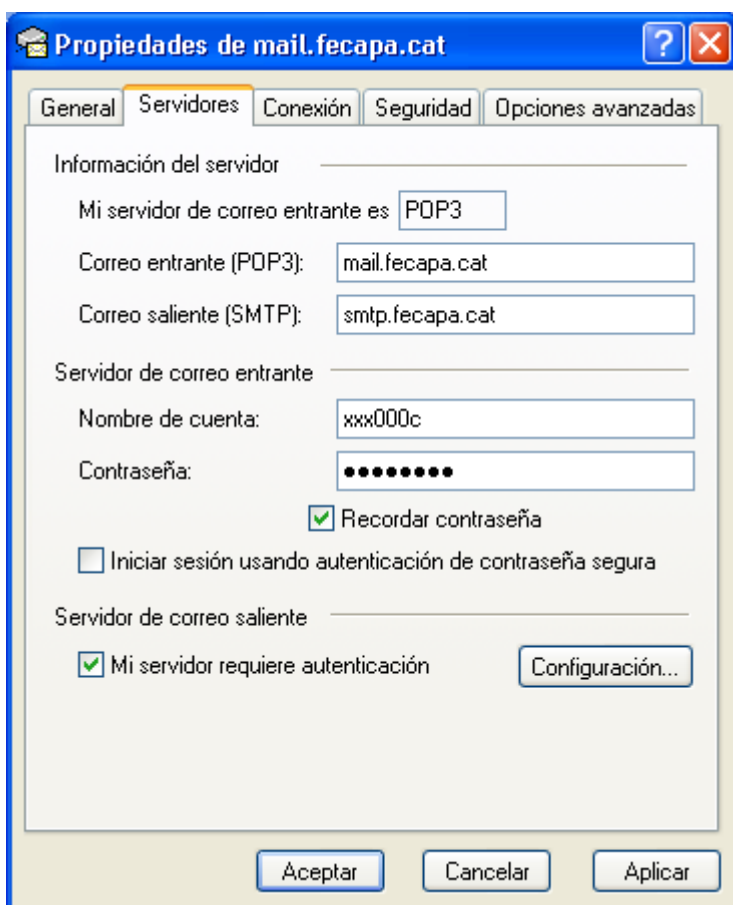 Propiedades de mail.fecapa.cat
General Servidores Conexión Seguridad Opciones avanzadas
Información del servidor
Mi servidor de correo entrante es POP3
Correo entrante (POP3): mail.fecapa.cat
Correo saliente (SMTP): smtp.fecapa.cat
Servidor de correo entrante
Nombre de cuenta: xxx000c
Contraseña: ●●●●●●●●
Recordar contraseña
Iniciar sesión usando autenticación de contraseña segura
Servidor de correo saliente
Mi servidor requiere autenticación Configuración...
Aceptar Cancelar Aplicar